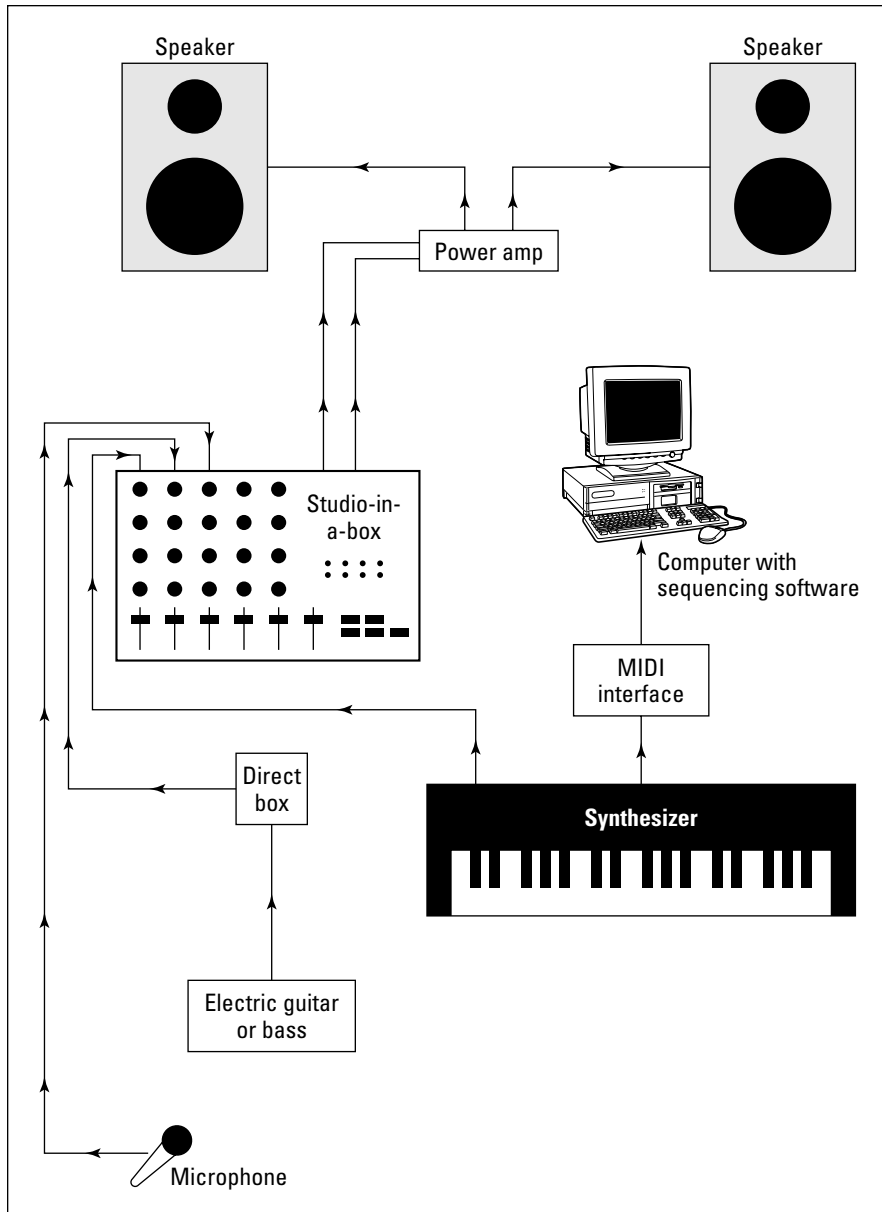 Speaker
Speaker
Power amp
Studio-in-
a-box
Computer with
sequencing software
MIDI
interface
Direct
box
Synthesizer
Electric guitar
or bass
Microphone